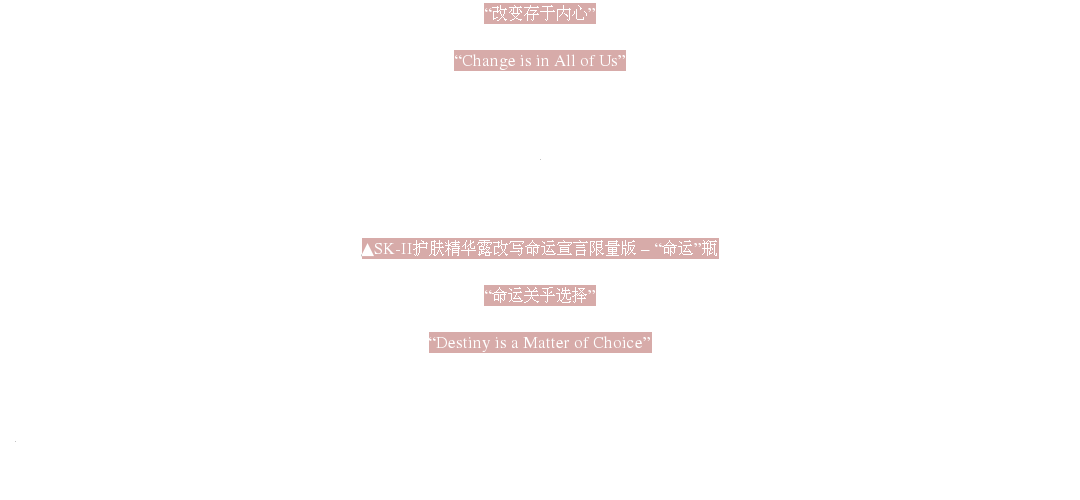 “改变存于内心”
“Change is in All of Us”
▲SK-II护肤精华露改写命运宣言限量版 – “命运”瓶
“命运关乎选择”
“Destiny is a Matter of Choice”